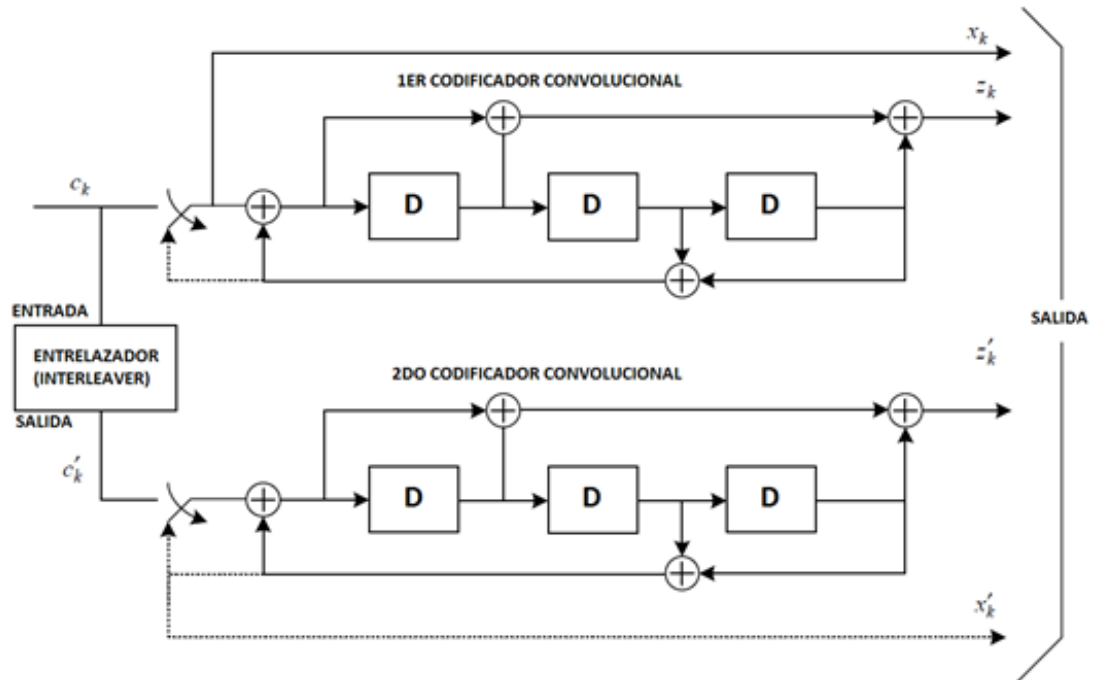 x_k
1ER CODIFICADOR CONVOLUCIONAL
z_k
c_k
D
D
D
ENTRADA
SALIDA
ENTRELAZADOR
(INTERLEAVER)
z'_k
2DO CODIFICADOR CONVOLUCIONAL
SALIDA
c'_k
D
D
D
x'_k